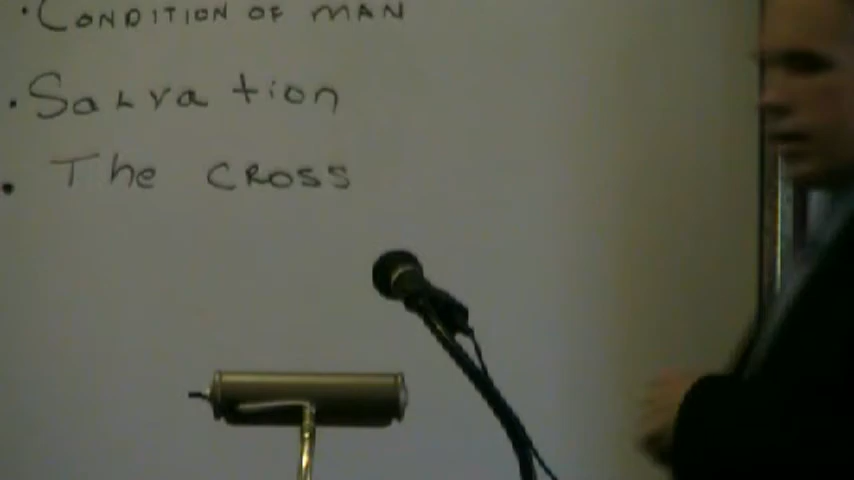 · CONDITION OF MAN
· Salvation
· The CROSS